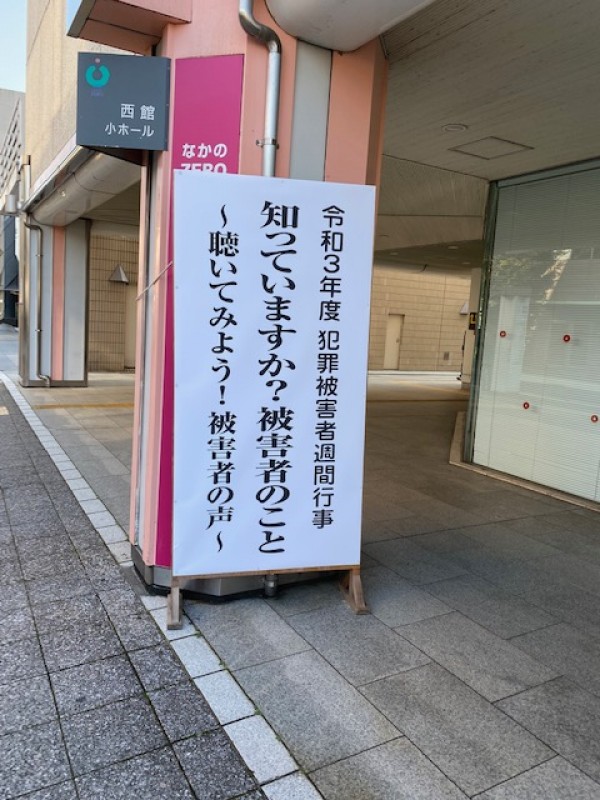 西館
小ホール
なかの
ZERO
令和3年度 犯罪被害者週間行事
知っていますか?被害者のこと
~聴いてみよう!被害者の声~